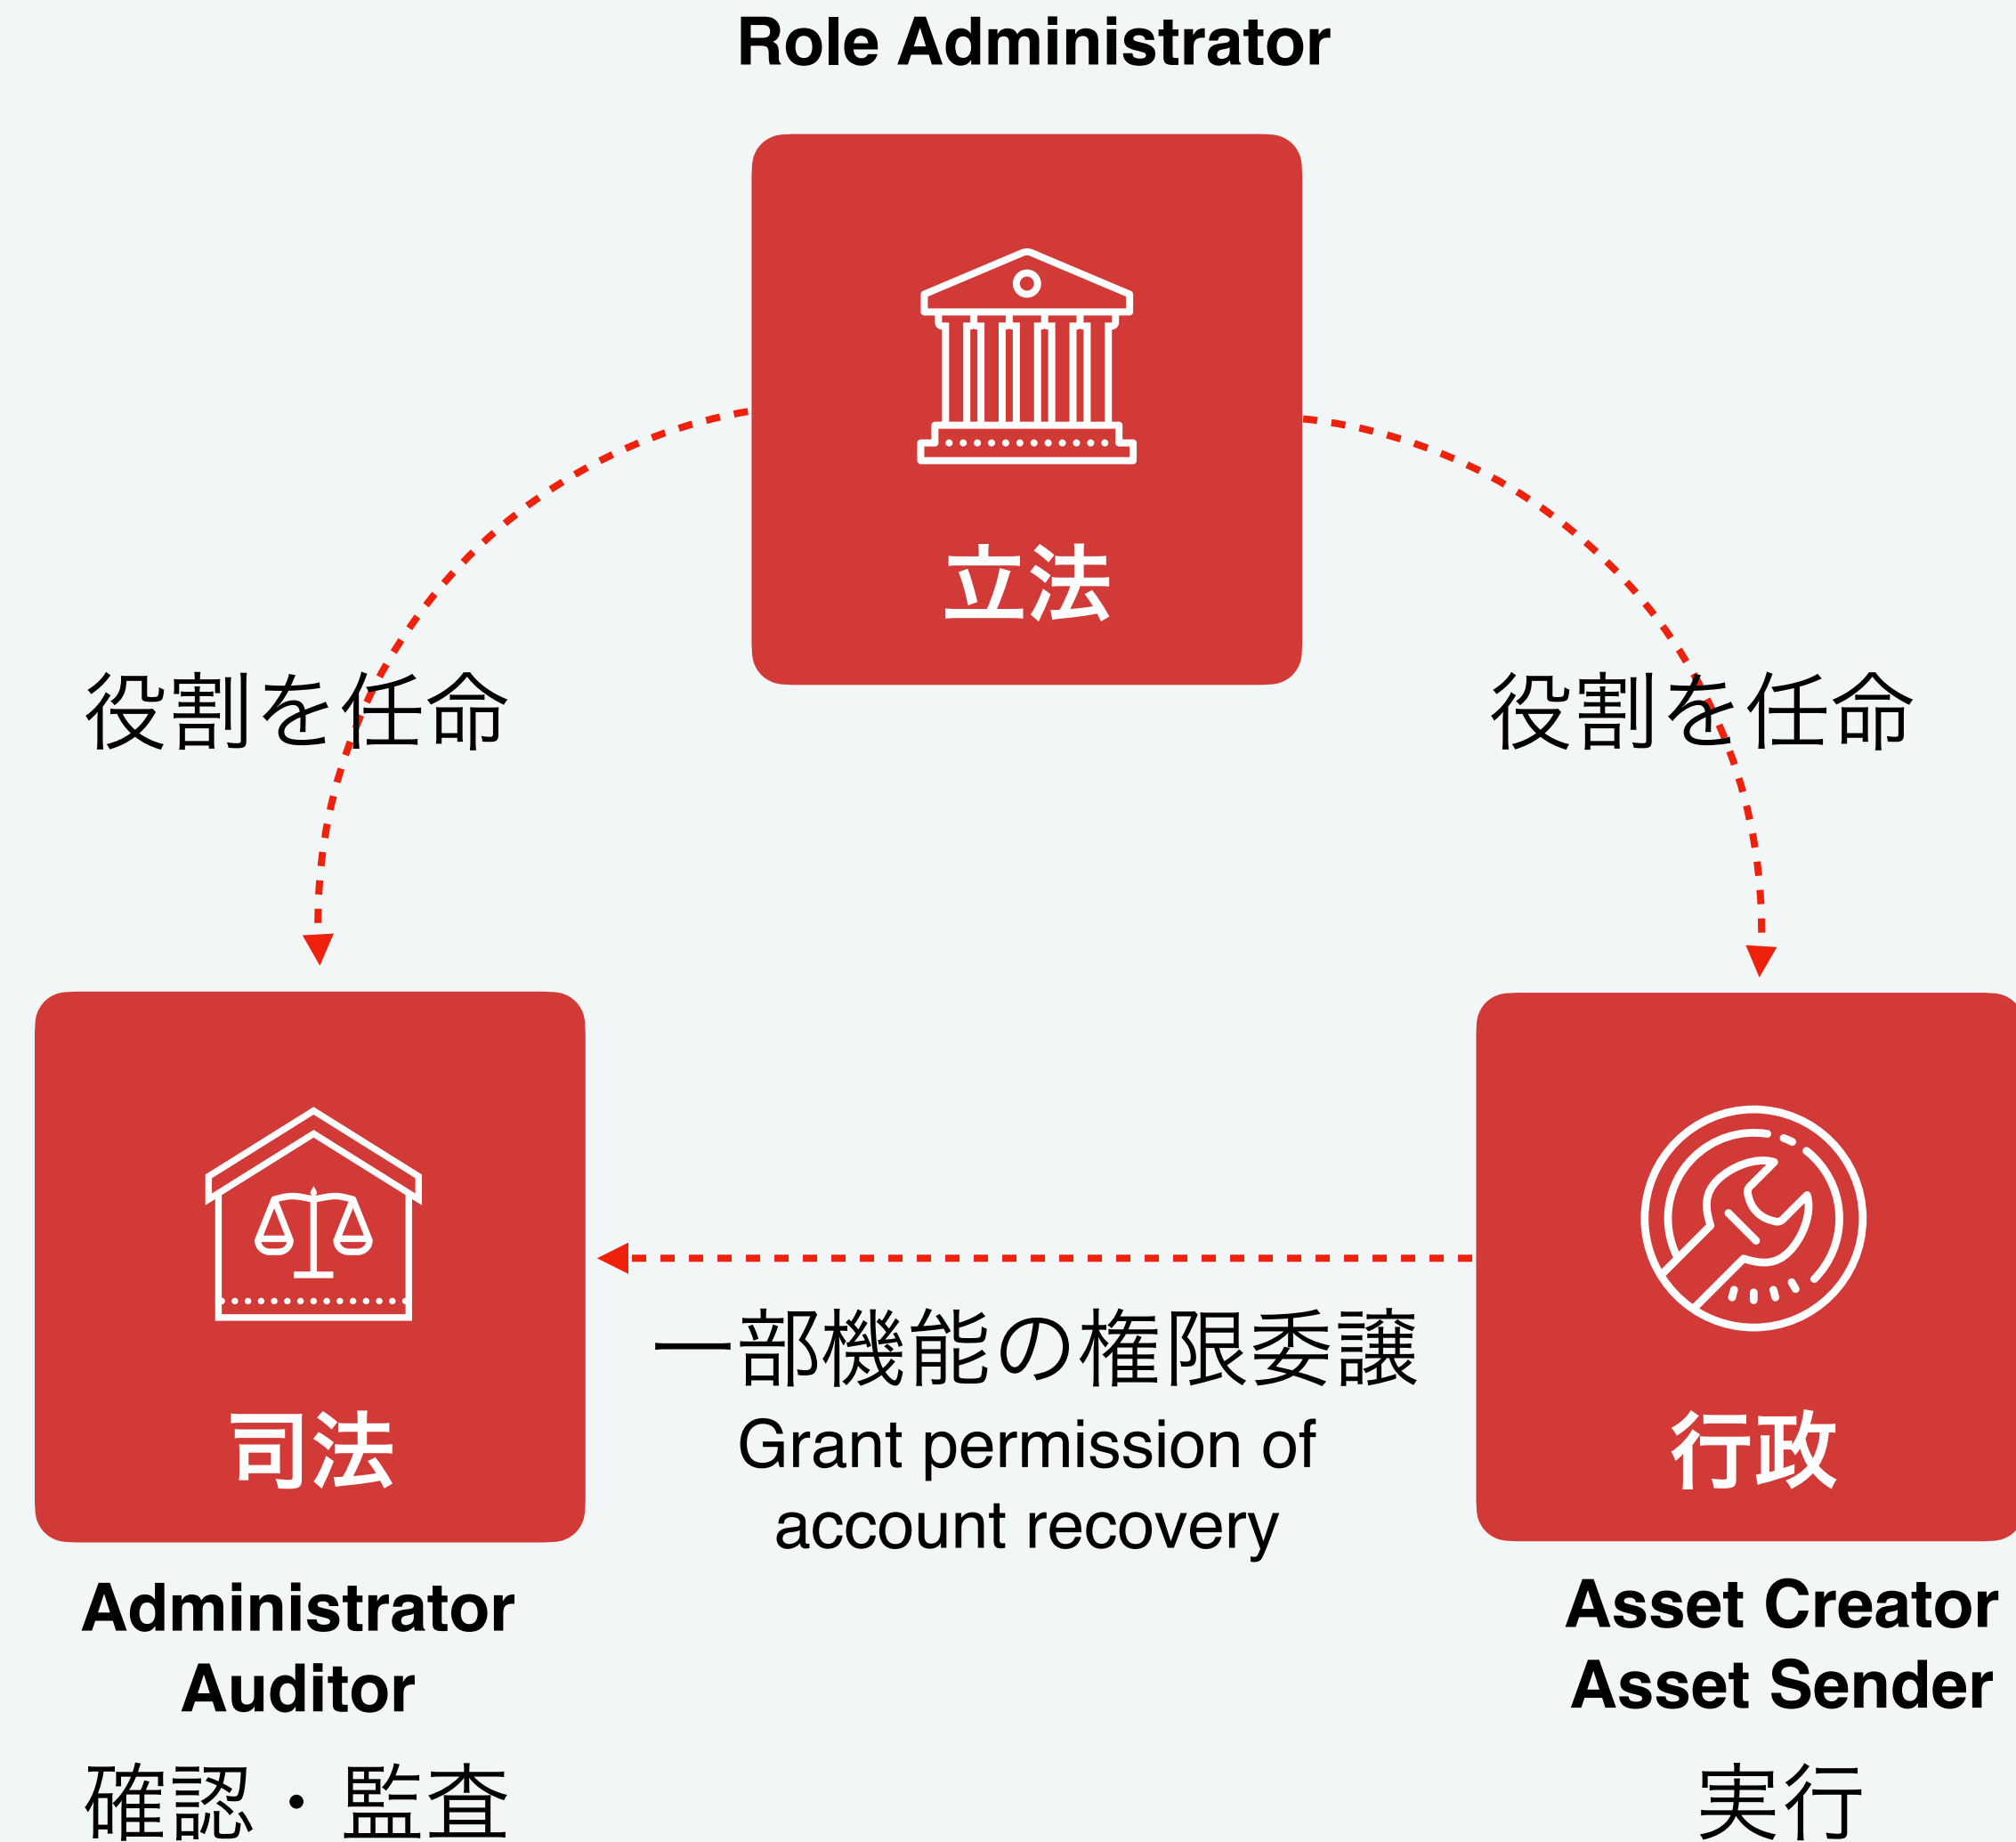 Role Administrator
立法
役割を任命
役割を任命
一部機能の権限委譲
Grant permission of
account recovery
司法
行政
Administrator
Auditor
確認・監査
Asset Creator
Asset Sender
実行